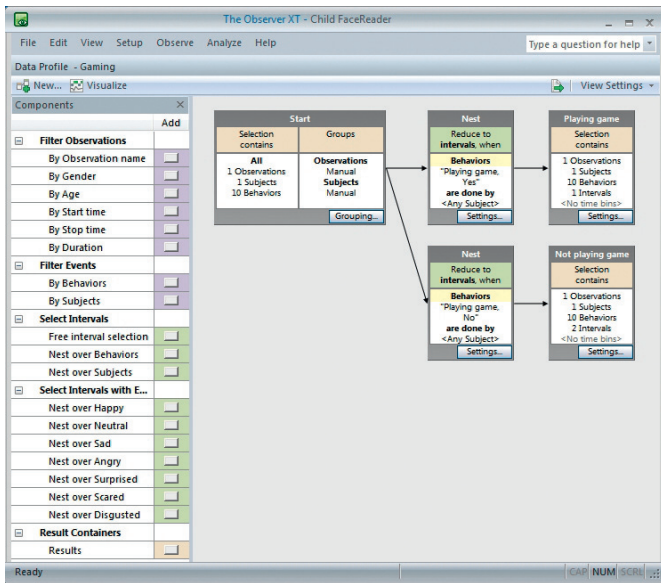 The Observer XT - Child FaceReader
File Edit View Setup Observe Analyze Help
Type a question for help
Data Profile - Gaming
New... Visualize
View Settings
Components
Add
Filter Observations
By Observation name
By Gender
By Age
By Start time
By Stop time
By Duration
Filter Events
By Behaviors
By Subjects
Select Intervals
Free interval selection
Nest over Behaviors
Nest over Subjects
Select Intervals with E...
Nest over Happy
Nest over Neutral
Nest over Sad
Nest over Angry
Nest over Surprised
Nest over Scared
Nest over Disgusted
Result Containers
Results
Start
Selection
contains
Groups
All
1 Observations
1 Subjects
10 Behaviors
Observations
Manual
Subjects
Manual
Grouping...
Nest
Reduce to
intervals, when
Behaviors
"Playing game,
Yes"
are done by
<Any Subject>
Settings...
Playing game
Selection
contains
1 Observations
1 Subjects
10 Behaviors
1 Intervals
<No time bins>
Settings...
Nest
Reduce to
intervals, when
Behaviors
"Playing game,
No"
are done by
<Any Subject>
Settings...
Not playing game
Selection
contains
1 Observations
1 Subjects
10 Behaviors
2 Intervals
<No time bins>
Settings...
Ready
CAP NUM SCRL